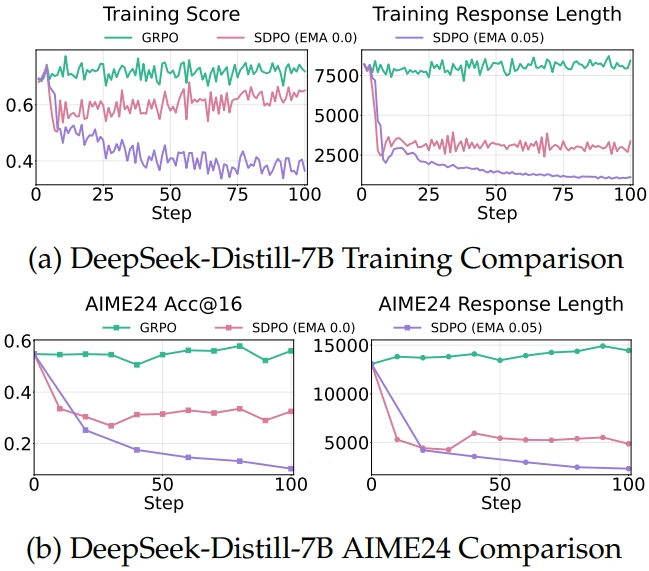 Training Score
Training Response Length
GRPO SDPO (EMA 0.0) SDPO (EMA 0.05)
0.6
0.4
0 25 50 75 100
Step
7500
5000
2500
0 25 50 75 100
Step
(a) DeepSeek-Distill-7B Training Comparison
AIME24 Acc@16
AIME24 Response Length
GRPO SDPO (EMA 0.0) SDPO (EMA 0.05)
0.6
0.4
0.2
0 50 100
Step
15000
10000
5000
0 50 100
Step
(b) DeepSeek-Distill-7B AIME24 Comparison